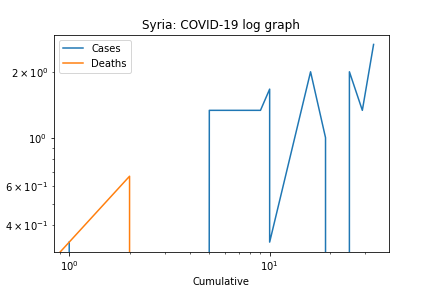 Syria: COVID-19 log graph
Cases
Deaths
2 × 10⁰
10⁰
6 × 10⁻¹
4 × 10⁻¹
10⁰
10¹
Cumulative